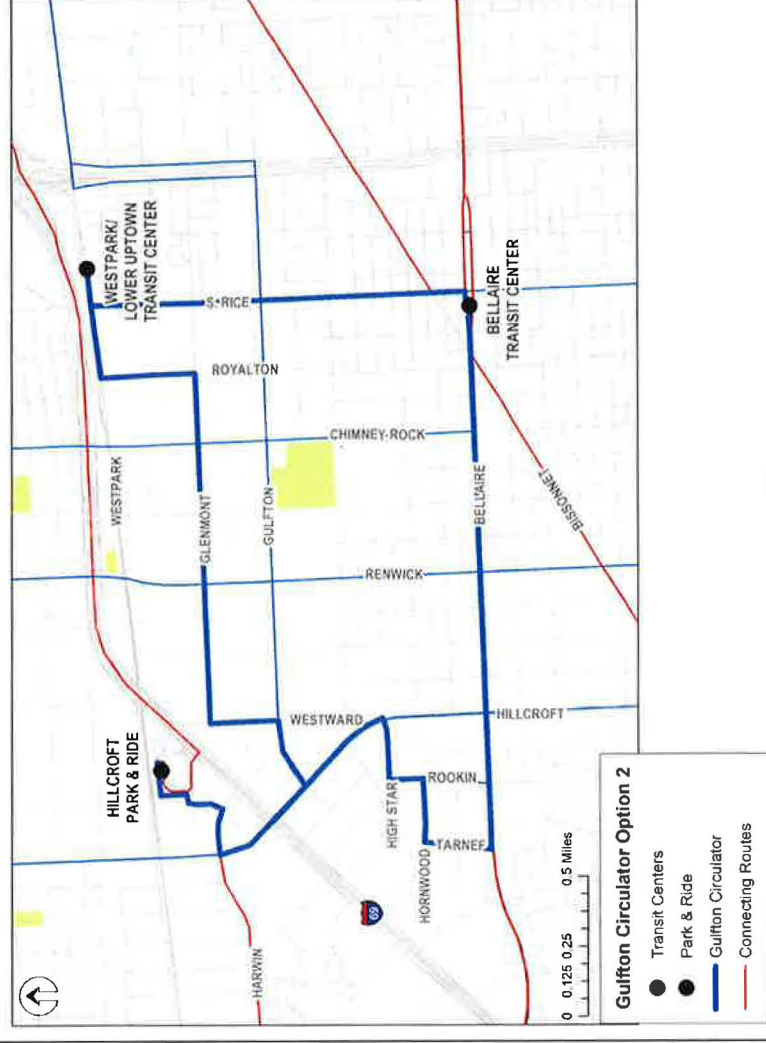 WESTPARK/
LOWER UPTOWN
TRANSIT CENTER
S. RICE
ROYALTON
BELLAIRE
TRANSIT CENTER
CHIMNEY ROCK
WESTPARK
GLENMONT
GULFTON
BELLAIRE
BISSONNET
RENWICK
HILLCROFT
PARK & RIDE
WESTWARD
HILLCROFT
HIGH STAR
ROOKIN
HORNWOOD
TARNEF
69
HARWIN
0 0.125 0.25 0.5 Miles
Gulfton Circulator Option 2
Transit Centers
Park & Ride
Gulfton Circulator
Connecting Routes